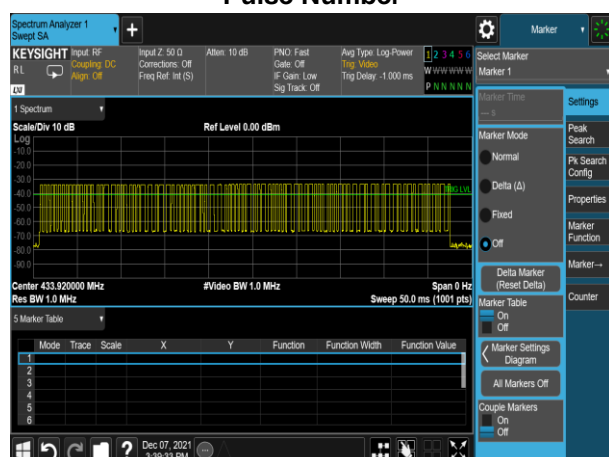 Pulse Number
Spectrum Analyzer 1
Swept SA
+
Marker
KEYSIGHT
RL
Input: RF
Coupling: DC
Align: Off
Input Z: 50 Ω
Corrections: Off
Freq Ref: Int (S)
Atten: 10 dB
PNO: Fast
Gate: Off
IF Gain: Low
Sig Track: Off
Avg Type: Log-Power
Trig: Video
Trig Delay: -1.000 ms
1 2 3 4 5 6
W W W W W W
P N N N N N
Select Marker
Marker 1
Marker Time
--- s
Settings
Peak Search
Pk Search Config
Properties
Marker Function
Marker→
Counter
Marker Mode
Normal
Delta (Δ)
Fixed
Off
Delta Marker
(Reset Delta)
Marker Table
On
Off
Marker Settings
Diagram
All Markers Off
Couple Markers
On
Off
1 Spectrum
Scale/Div 10 dB
Ref Level 0.00 dBm
Log
-10.0
-20.0
-30.0
-40.0
-50.0
-60.0
-70.0
-80.0
-90.0
TRIG LVL
Center 433.920000 MHz
#Video BW 1.0 MHz
Span 0 Hz
Res BW 1.0 MHz
Sweep 50.0 ms (1001 pts)
5 Marker Table
Mode Trace Scale X Y Function Function Width Function Value
1
2
3
4
5
6
?
Dec 07, 2021
3:39:33 PM